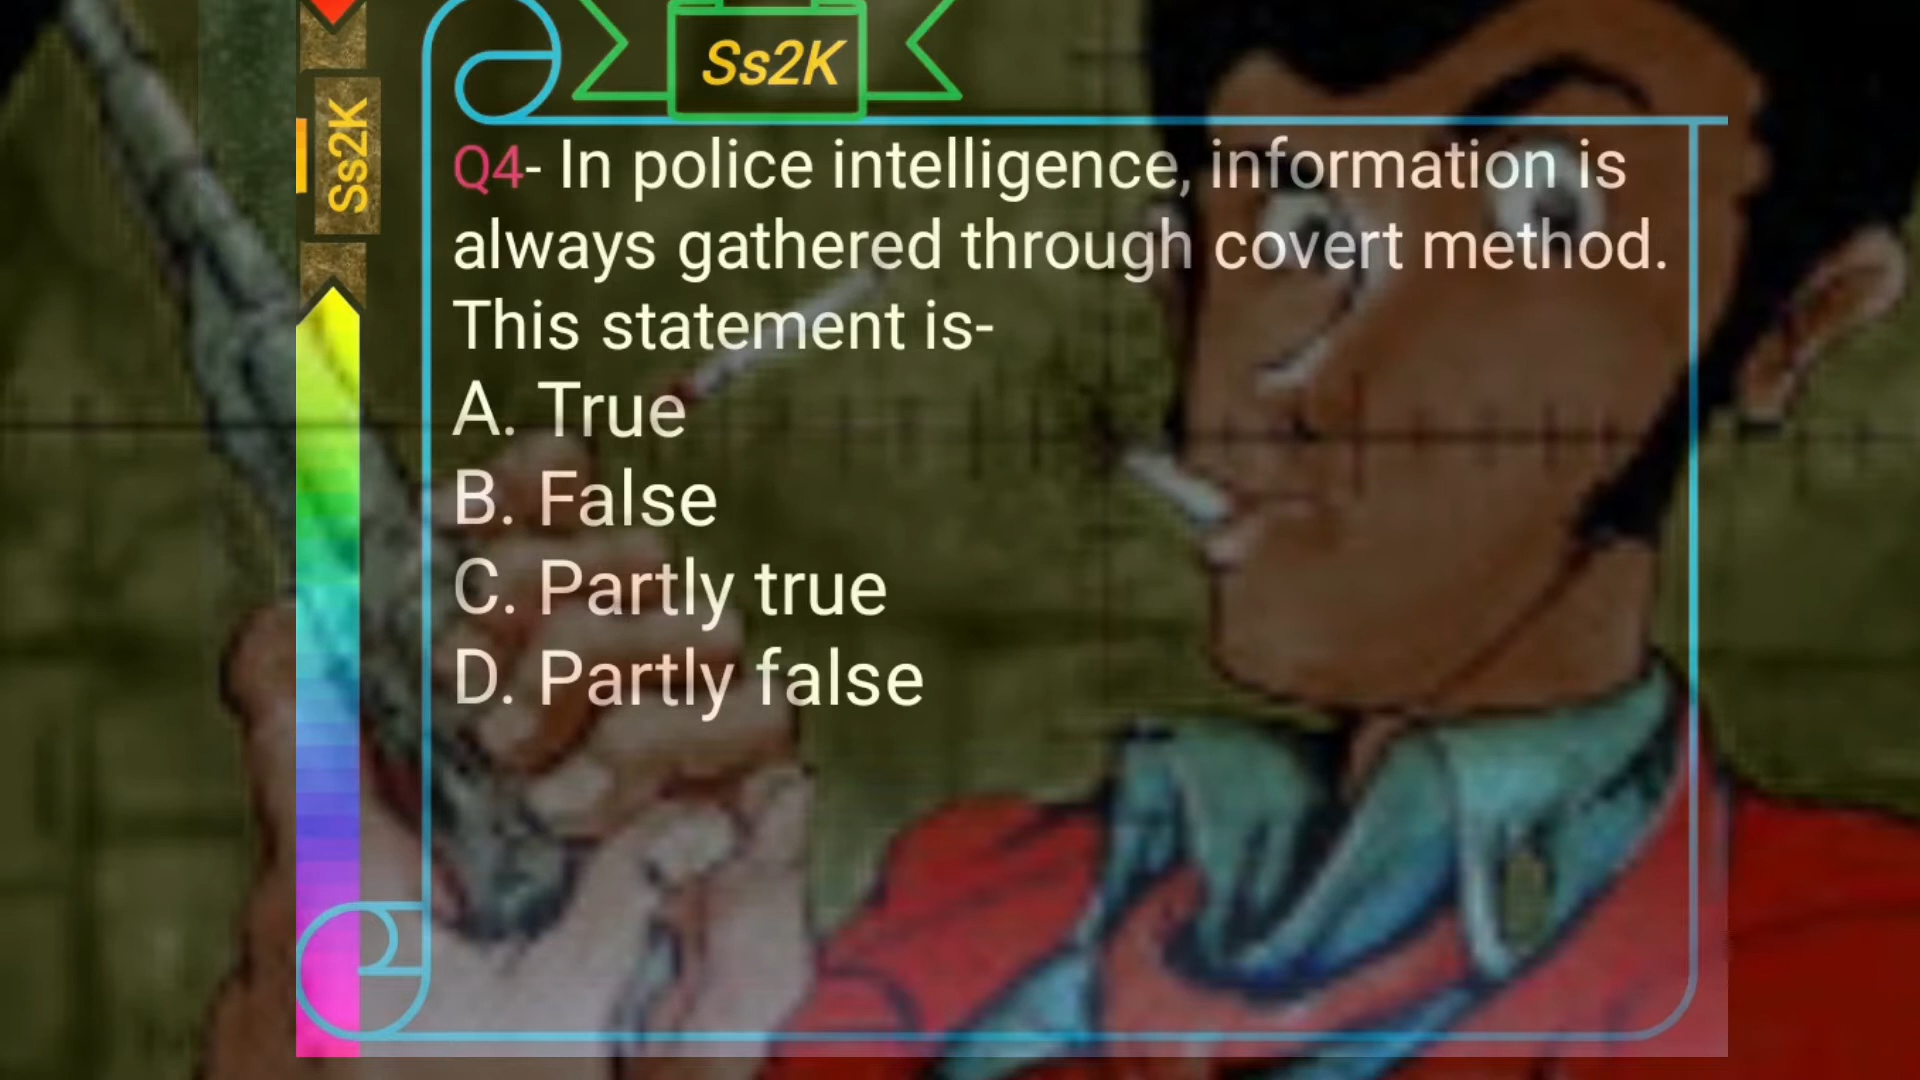 Ss2K
Ss2K
Q4- In police intelligence, information is
always gathered through covert method.
This statement is-
A. True
B. False
C. Partly true
D. Partly false